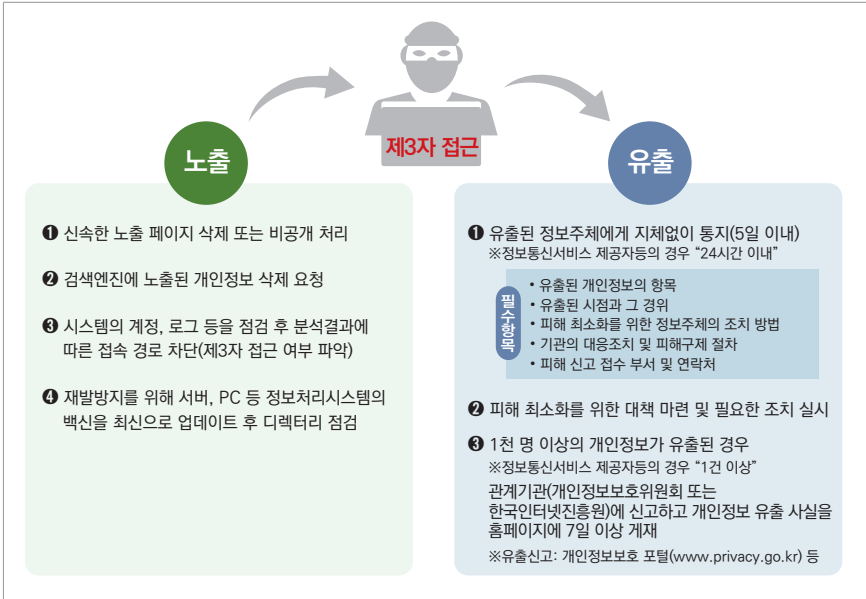 제3자 접근
노출
❶ 신속한 노출 페이지 삭제 또는 비공개 처리
❷ 검색엔진에 노출된 개인정보 삭제 요청
❸ 시스템의 계정, 로그 등을 점검 후 분석결과에
따른 접속 경로 차단(제3자 접근 여부 파악)
❹ 재발방지를 위해 서버, PC 등 정보처리시스템의
백신을 최신으로 업데이트 후 디렉터리 점검
유출
❶ 유출된 정보주체에게 지체없이 통지(5일 이내)
※정보통신서비스 제공자등의 경우 “24시간 이내”
필수항목
• 유출된 개인정보의 항목
• 유출된 시점과 그 경위
• 피해 최소화를 위한 정보주체의 조치 방법
• 기관의 대응조치 및 피해구제 절차
• 피해 신고 접수 부서 및 연락처
❷ 피해 최소화를 위한 대책 마련 및 필요한 조치 실시
❸ 1천 명 이상의 개인정보가 유출된 경우
※정보통신서비스 제공자등의 경우 “1건 이상”
관계기관(개인정보보호위원회 또는
한국인터넷진흥원)에 신고하고 개인정보 유출 사실을
홈페이지에 7일 이상 게재
※유출신고: 개인정보보호 포털(www.privacy.go.kr) 등